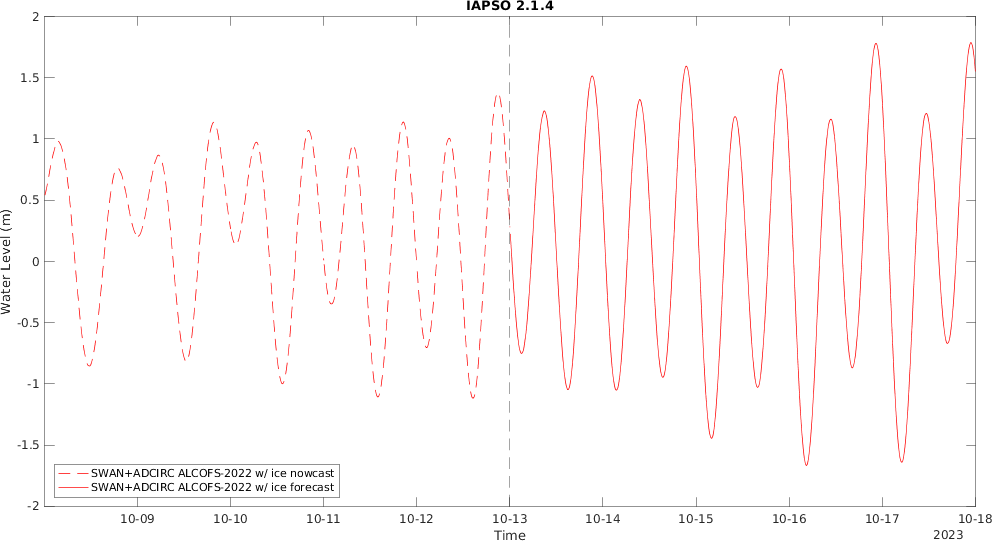 IAPSO 2.1.4
2
1.5
1
0.5
0
-0.5
-1
-1.5
-2
Water Level (m)
SWAN+ADCIRC ALCOFS-2022 w/ ice nowcast
SWAN+ADCIRC ALCOFS-2022 w/ ice forecast
10-09 10-10 10-11 10-12 10-13 10-14 10-15 10-16 10-17 10-18
Time
2023